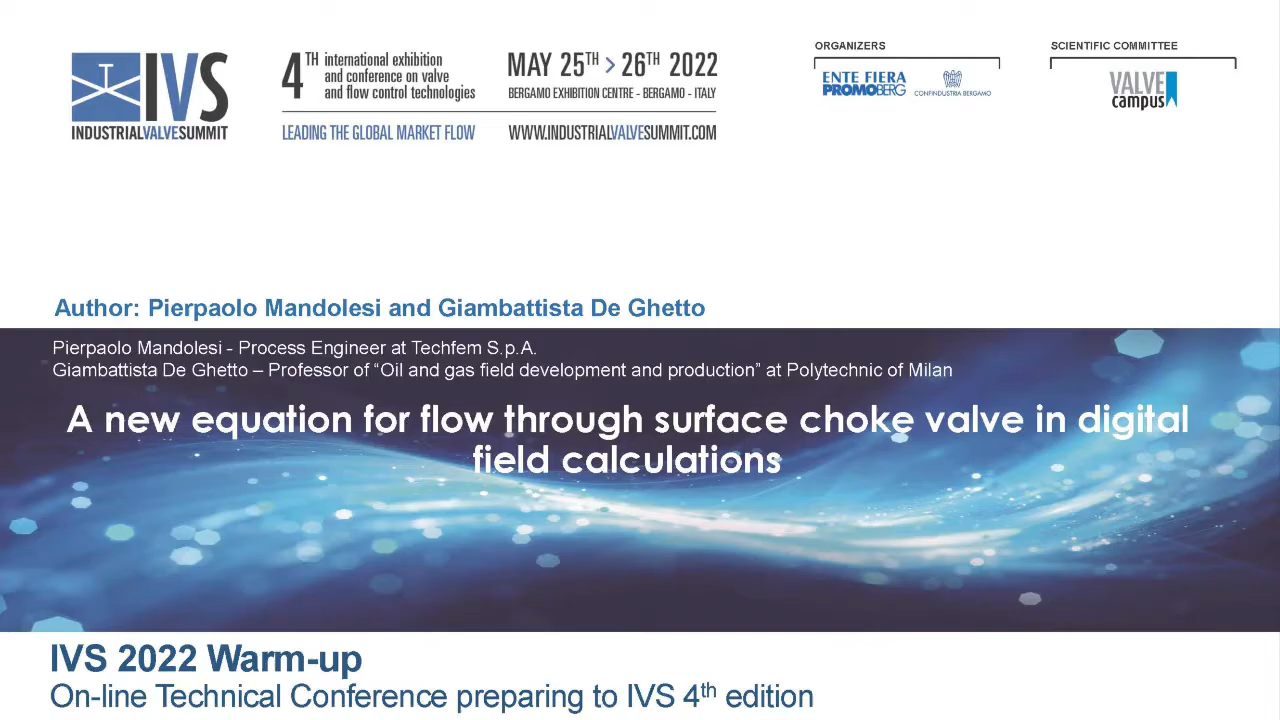 IVS
INDUSTRIALVALVESUMMIT
4TH international exhibition
and conference on valve
and flow control technologies
LEADING THE GLOBAL MARKET FLOW
MAY 25TH > 26TH 2022
BERGAMO EXHIBITION CENTRE - BERGAMO - ITALY
WWW.INDUSTRIALVALVESUMMIT.COM
ORGANIZERS
ENTE FIERA
PROMOBERG
CONFINDUSTRIA BERGAMO
SCIENTIFIC COMMITTEE
VALVE
campus
Author: Pierpaolo Mandolesi and Giambattista De Ghetto
Pierpaolo Mandolesi - Process Engineer at Techfem S.p.A.
Giambattista De Ghetto – Professor of “Oil and gas field development and production” at Polytechnic of Milan
A new equation for flow through surface choke valve in digital
field calculations
IVS 2022 Warm-up
On-line Technical Conference preparing to IVS 4th edition